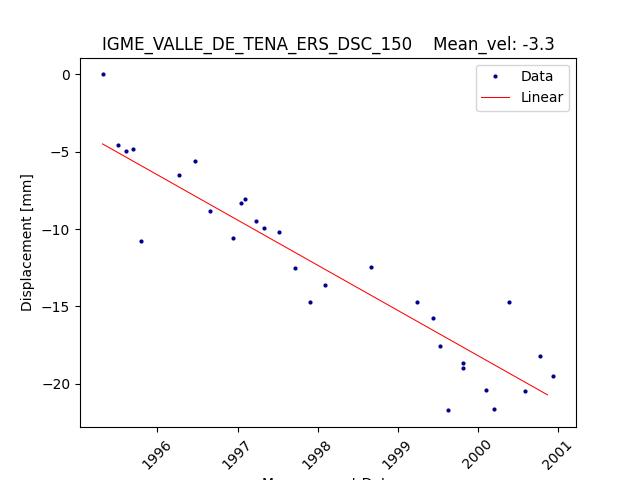 IGME_VALLE_DE_TENA_ERS_DSC_150    Mean_vel: -3.3
Data
Linear
Displacement [mm]
0
−5
−10
−15
−20
1996
1997
1998
1999
2000
2001